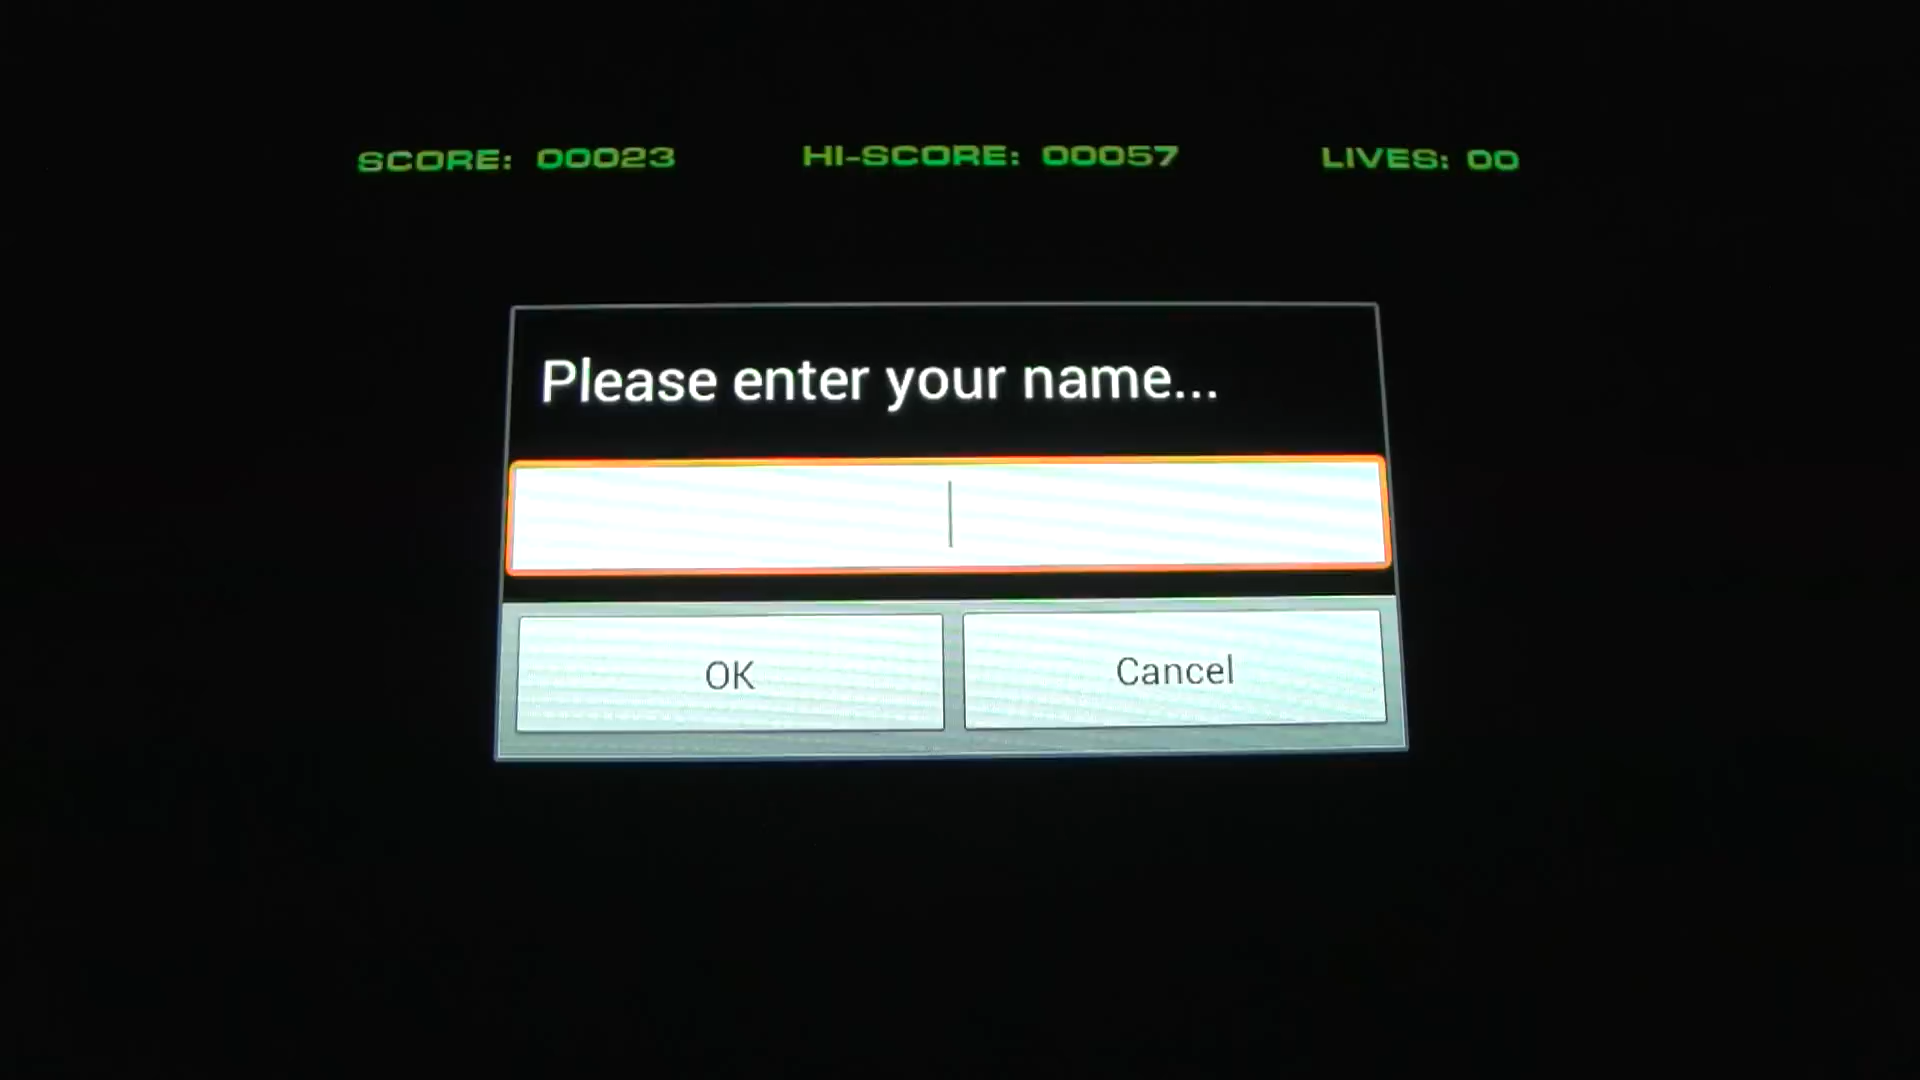 SCORE: 00023 HI-SCORE: 00057 LIVES: 00
Please enter your name...
OK Cancel